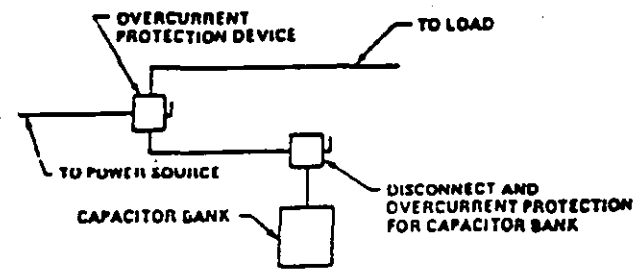 OVERCURRENT
PROTECTION DEVICE
TO LOAD
TO POWER SOURCE
DISCONNECT AND
OVERCURRENT PROTECTION
FOR CAPACITOR BANK
CAPACITOR BANK